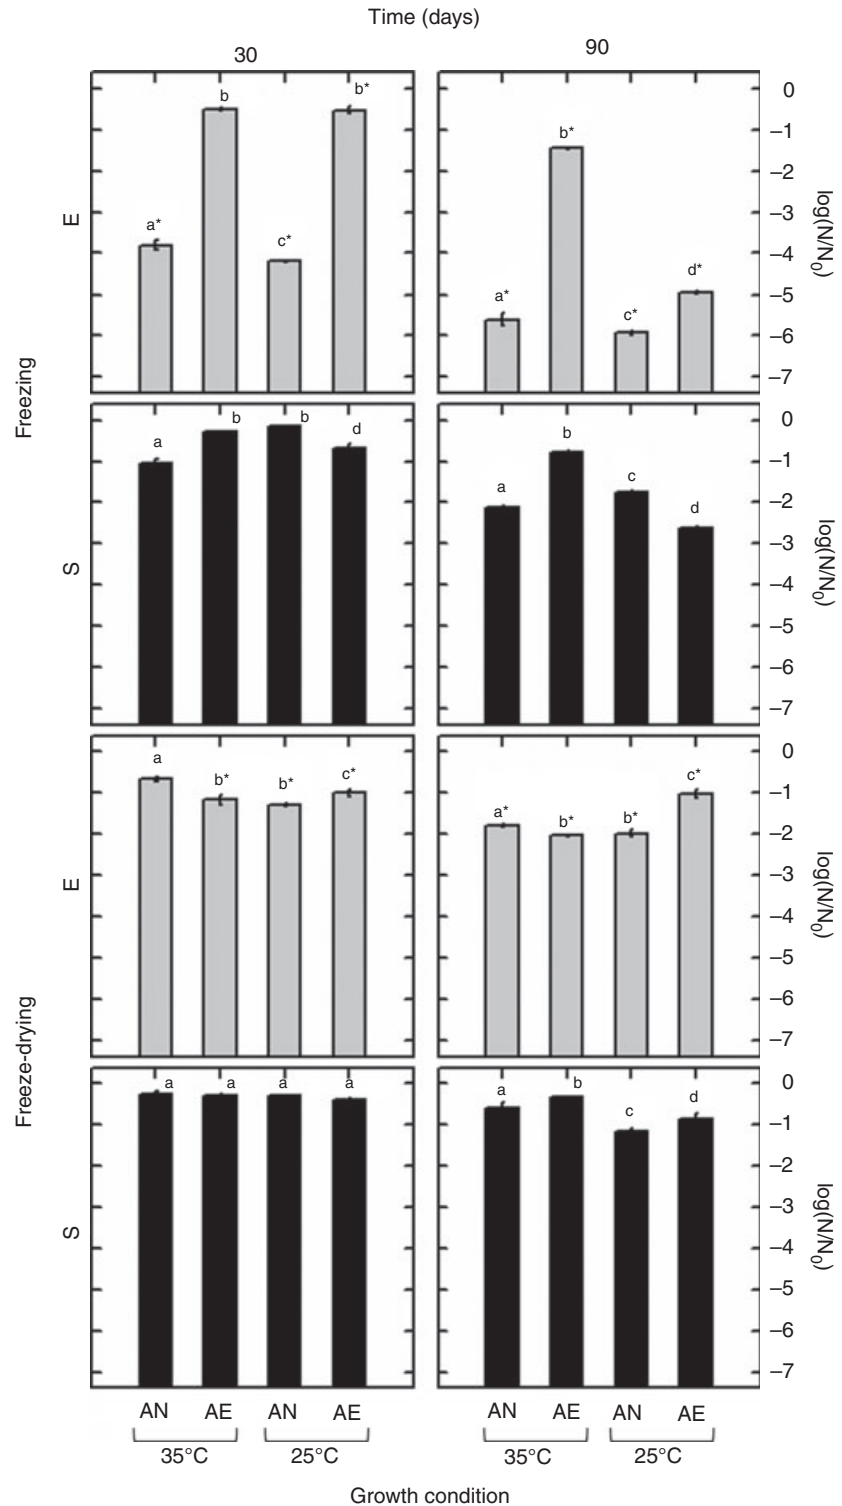 Time (days)
30 90
Freezing
E
a* b c* b*
a* b* c* d*
0
–1
–2
–3
–4
–5
–6
–7
log(N/N0)
S
a b b d
a b c d
0
–1
–2
–3
–4
–5
–6
–7
log(N/N0)
Freeze-drying
E
a b* b* c*
a* b* b* c*
0
–1
–2
–3
–4
–5
–6
–7
log(N/N0)
S
a a a a
a b c d
0
–1
–2
–3
–4
–5
–6
–7
log(N/N0)
AN AE AN AE AN AE AN AE
35°C 25°C 35°C 25°C
Growth condition